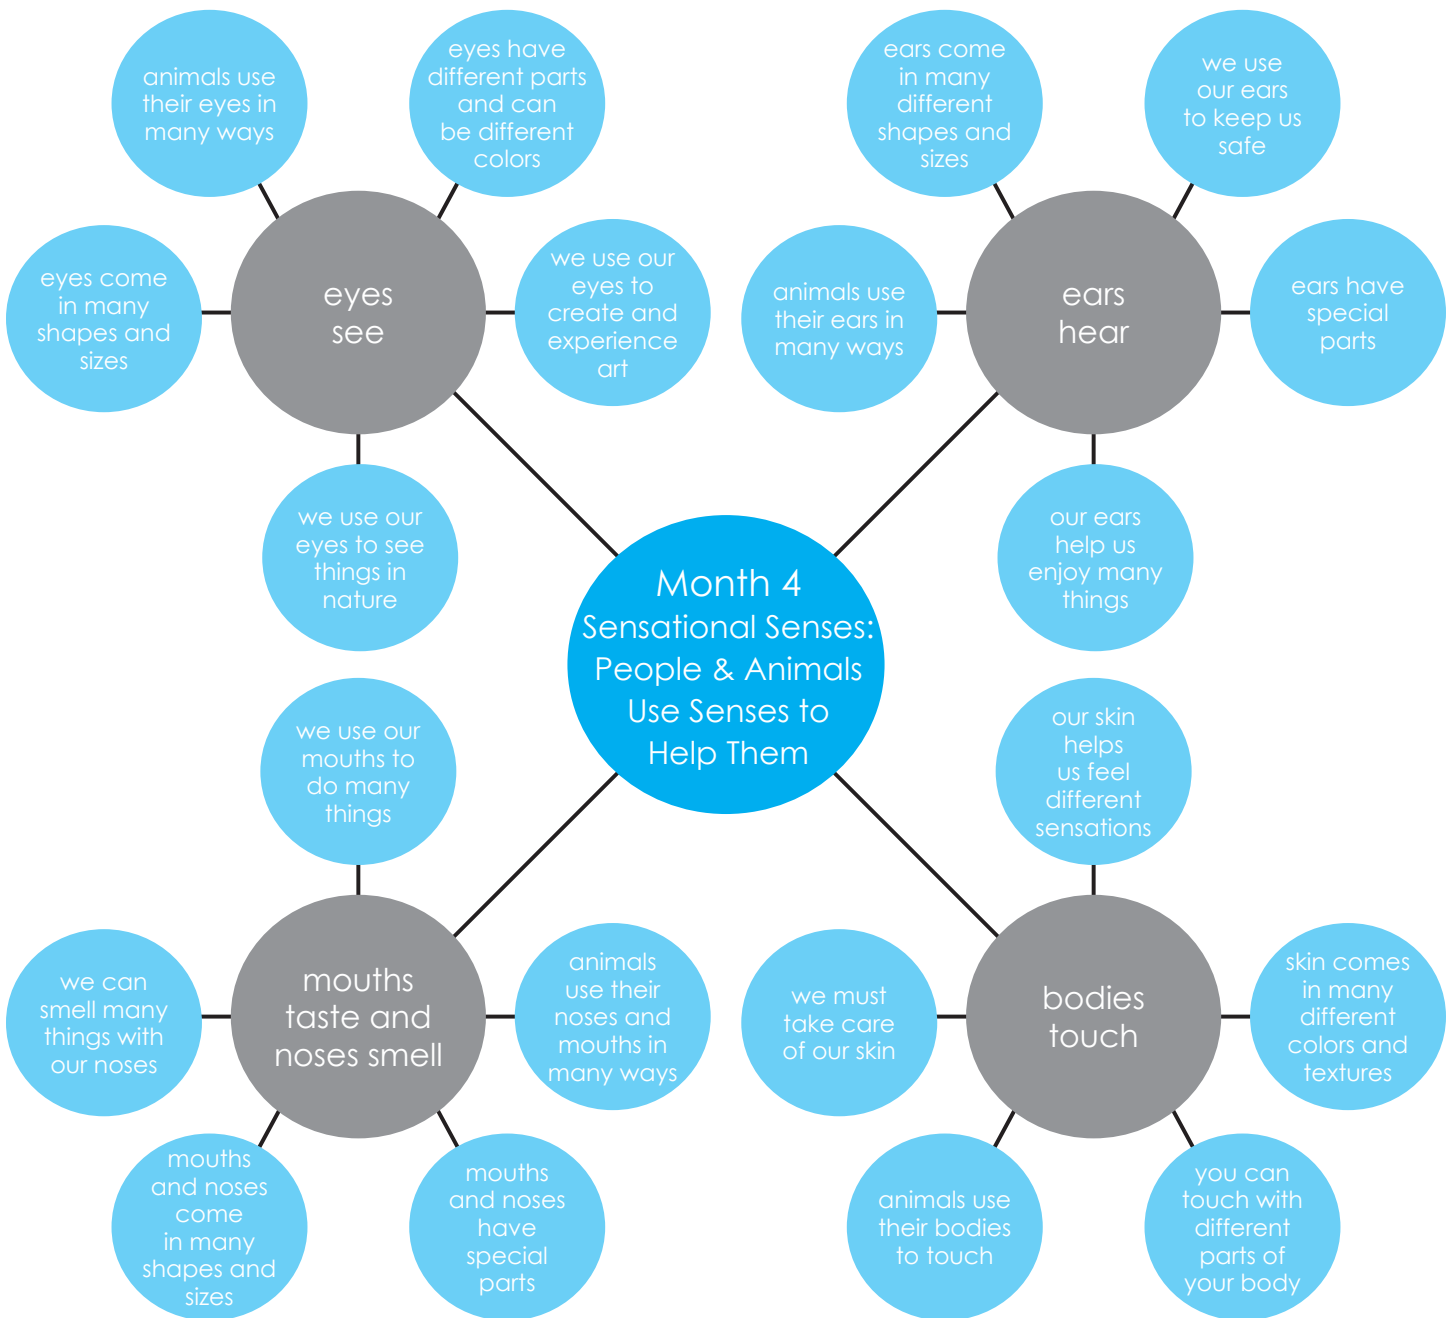 animals use
their eyes in
many ways
eyes have
different parts
and can
be different
colors
eyes come
in many
shapes and
sizes
eyes
see
we use our
eyes to
create and
experience
art
we use our
eyes to see
things in
nature
ears come
in many
different
shapes and
sizes
we use
our ears
to keep us
safe
animals use
their ears in
many ways
ears
hear
ears have
special
parts
our ears
help us
enjoy many
things
Month 4
Sensational Senses:
People & Animals
Use Senses to
Help Them
we use our
mouths to
do many
things
we can
smell many
things with
our noses
mouths
taste and
noses smell
animals
use their
noses and
mouths in
many ways
mouths
and noses
come
in many
shapes and
sizes
mouths
and noses
have
special
parts
our skin
helps
us feel
different
sensations
we must
take care
of our skin
bodies
touch
skin comes
in many
different
colors and
textures
animals use
their bodies
to touch
you can
touch with
different
parts of
your body